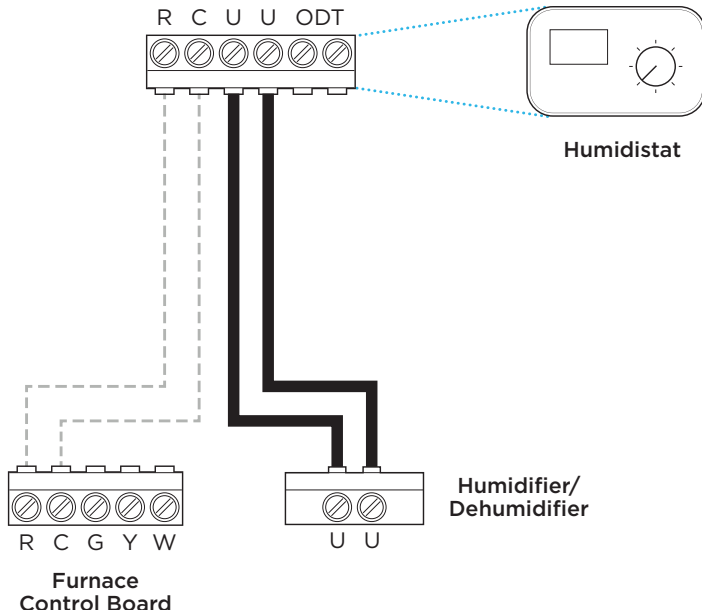 R C U U ODT
Humidistat
Humidifier/
Dehumidifier
U U
R C G Y W
Furnace
Control Board